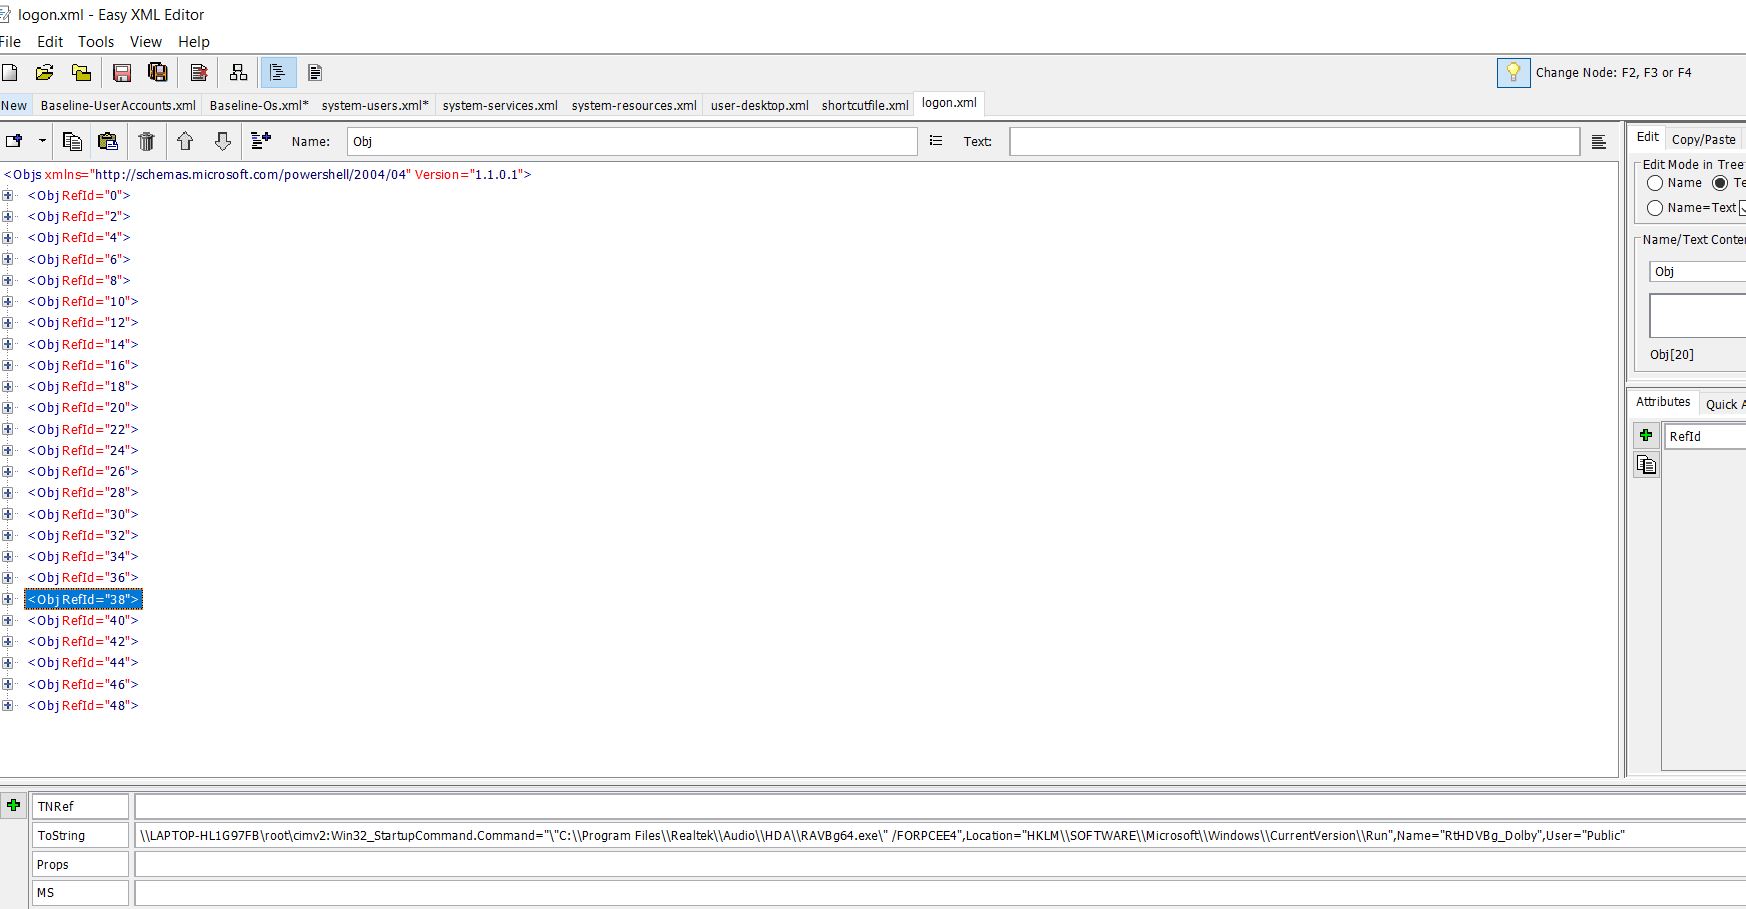 logon.xml - Easy XML Editor
File Edit Tools View Help
Change Node: F2, F3 or F4
New Baseline-UserAccounts.xml Baseline-Os.xml* system-users.xml* system-services.xml system-resources.xml user-desktop.xml shortcutfile.xml logon.xml
Name: Obj Text:
Edit Copy/Paste
<Objs xmlns="http://schemas.microsoft.com/powershell/2004/04" Version="1.1.0.1">
<Obj RefId="0">
<Obj RefId="2">
<Obj RefId="4">
<Obj RefId="6">
<Obj RefId="8">
<Obj RefId="10">
<Obj RefId="12">
<Obj RefId="14">
<Obj RefId="16">
<Obj RefId="18">
<Obj RefId="20">
<Obj RefId="22">
<Obj RefId="24">
<Obj RefId="26">
<Obj RefId="28">
<Obj RefId="30">
<Obj RefId="32">
<Obj RefId="34">
<Obj RefId="36">
<Obj RefId="38">
<Obj RefId="40">
<Obj RefId="42">
<Obj RefId="44">
<Obj RefId="46">
<Obj RefId="48">
Edit Mode in Tree
Name Te
Name=Text
Name/Text Conte
Obj
Obj[20]
Attributes Quick A
RefId
TNRef
ToString \\LAPTOP-HL1G97FB\root\cimv2:Win32_StartupCommand.Command="\"C:\\Program Files\\Realtek\\Audio\\HDA\\RAVBg64.exe\" /FORPCEE4",Location="HKLM\\SOFTWARE\\Microsoft\\Windows\\CurrentVersion\\Run",Name="RtHDVBg_Dolby",User="Public"
Props
MS